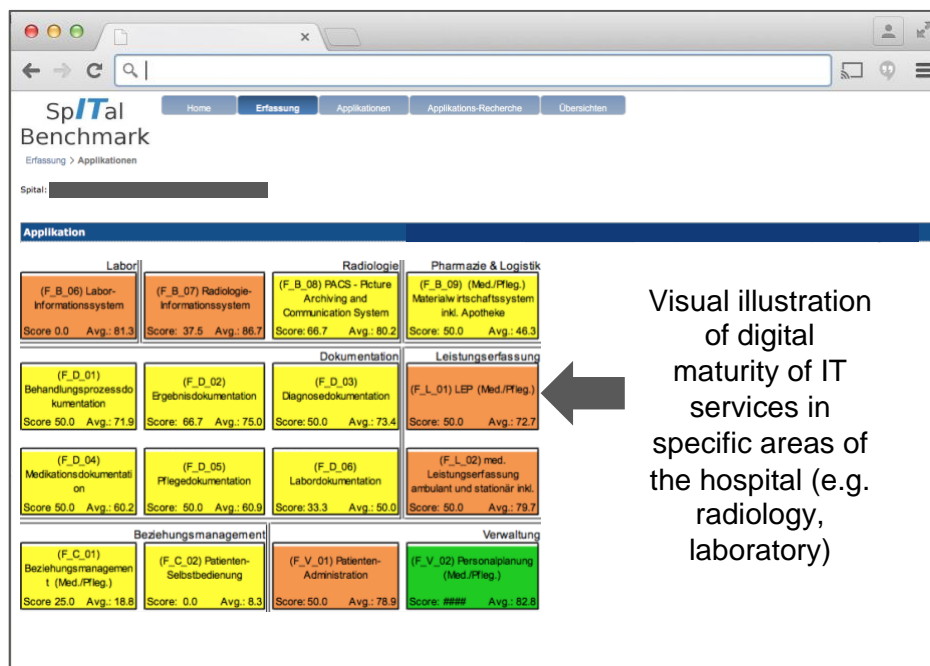 SpITal
Benchmark
Home Erfassung Applikationen Applikations-Recherche Übersichten
Erfassung > Applikationen
Spital:
Applikation
Labor Radiologie Pharmazie & Logistik
(F_B_06) Labor-
Informationssystem
Score 0.0 Avg.: 81.3
(F_B_07) Radiologie-
Informationssystem
Score: 37.5 Avg.: 86.7
(F_B_08) PACS - Picture
Archiving and
Communication System
Score: 66.7 Avg.: 80.2
(F_B_09) (Med./Pfleg.)
Materialwirtschaftssystem
inkl. Apotheke
Score: 50.0 Avg.: 46.3
Dokumentation Leistungserfassung
(F_D_01)
Behandlungsprozessdo
kumentation
Score 50.0 Avg.: 71.9
(F_D_02)
Ergebnisdokumentation
Score: 66.7 Avg.: 75.0
(F_D_03)
Diagnosedokumentation
Score: 50.0 Avg.: 73.4
(F_L_01) LEP (Med./Pfleg.)
Score: 50.0 Avg.: 72.7
(F_D_04)
Medikationsdokumentati
on
Score 50.0 Avg.: 60.2
(F_D_05)
Pflegedokumentation
Score: 50.0 Avg.: 60.9
(F_D_06)
Labordokumentation
Score: 33.3 Avg.: 50.0
(F_L_02) med.
Leistungserfassung
ambulant und stationär inkl.
Score: 50.0 Avg.: 79.7
Beziehungsmanagement Verwaltung
(F_C_01)
Beziehungsmanagemen
t (Med./Pfleg.)
Score 25.0 Avg.: 18.8
(F_C_02) Patienten-
Selbstbedienung
Score: 0.0 Avg.: 8.3
(F_V_01) Patienten-
Administration
Score: 50.0 Avg.: 78.9
(F_V_02) Personalplanung
(Med./Pfleg.)
Score: #### Avg.: 82.8
Visual illustration
of digital
maturity of IT
services in
specific areas of
the hospital (e.g.
radiology,
laboratory)